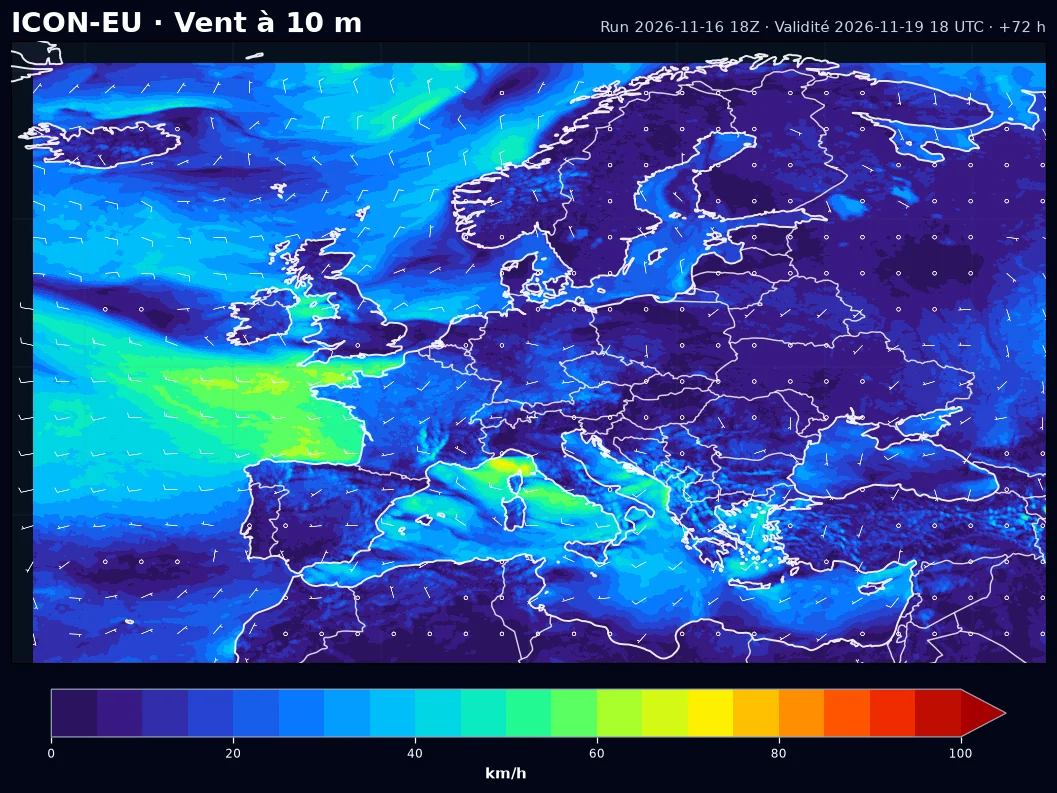 ICON-EU · Vent à 10 m
Run 2026-11-16 18Z · Validité 2026-11-19 18 UTC · +72 h
0 20 40 60 80 100
km/h